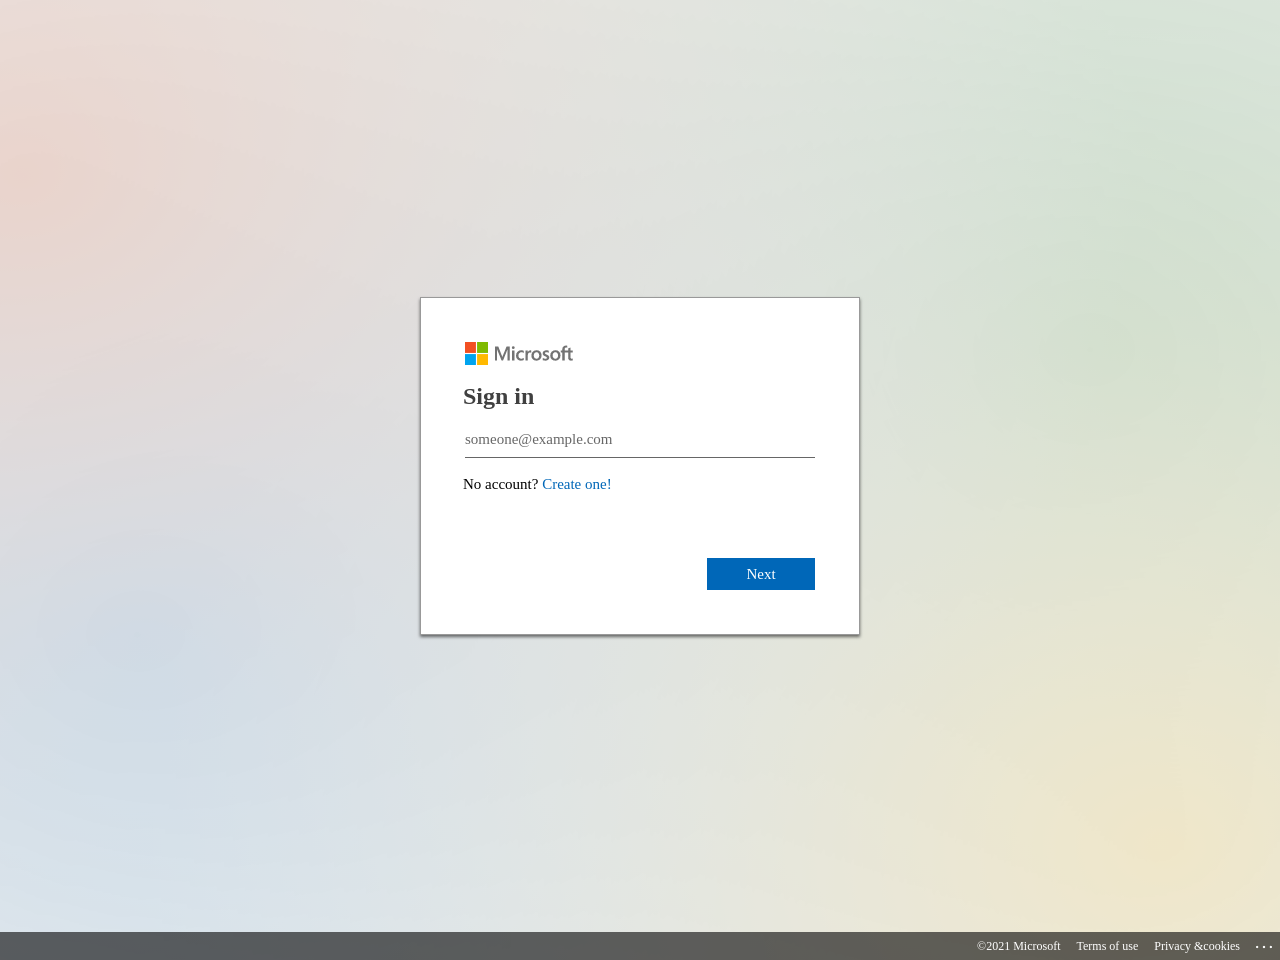 Microsoft
Sign in
someone@example.com
No account? Create one!
Next
©2021 Microsoft Terms of use Privacy &cookies ...